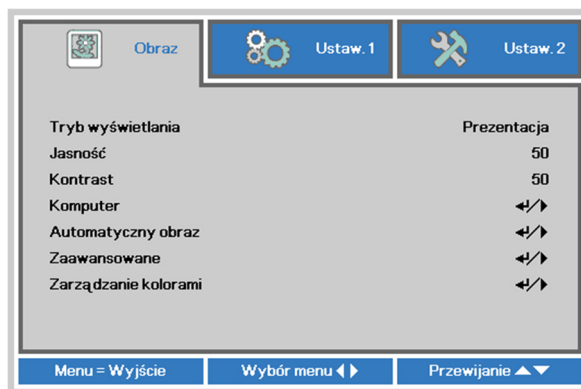 Obraz Ustaw.1 Ustaw.2
Tryb wyświetlania Prezentacja
Jasność 50
Kontrast 50
Komputer
Automatyczny obraz
Zaawansowane
Zarządzanie kolorami
Menu = Wyjście Wybór menu Przewijanie